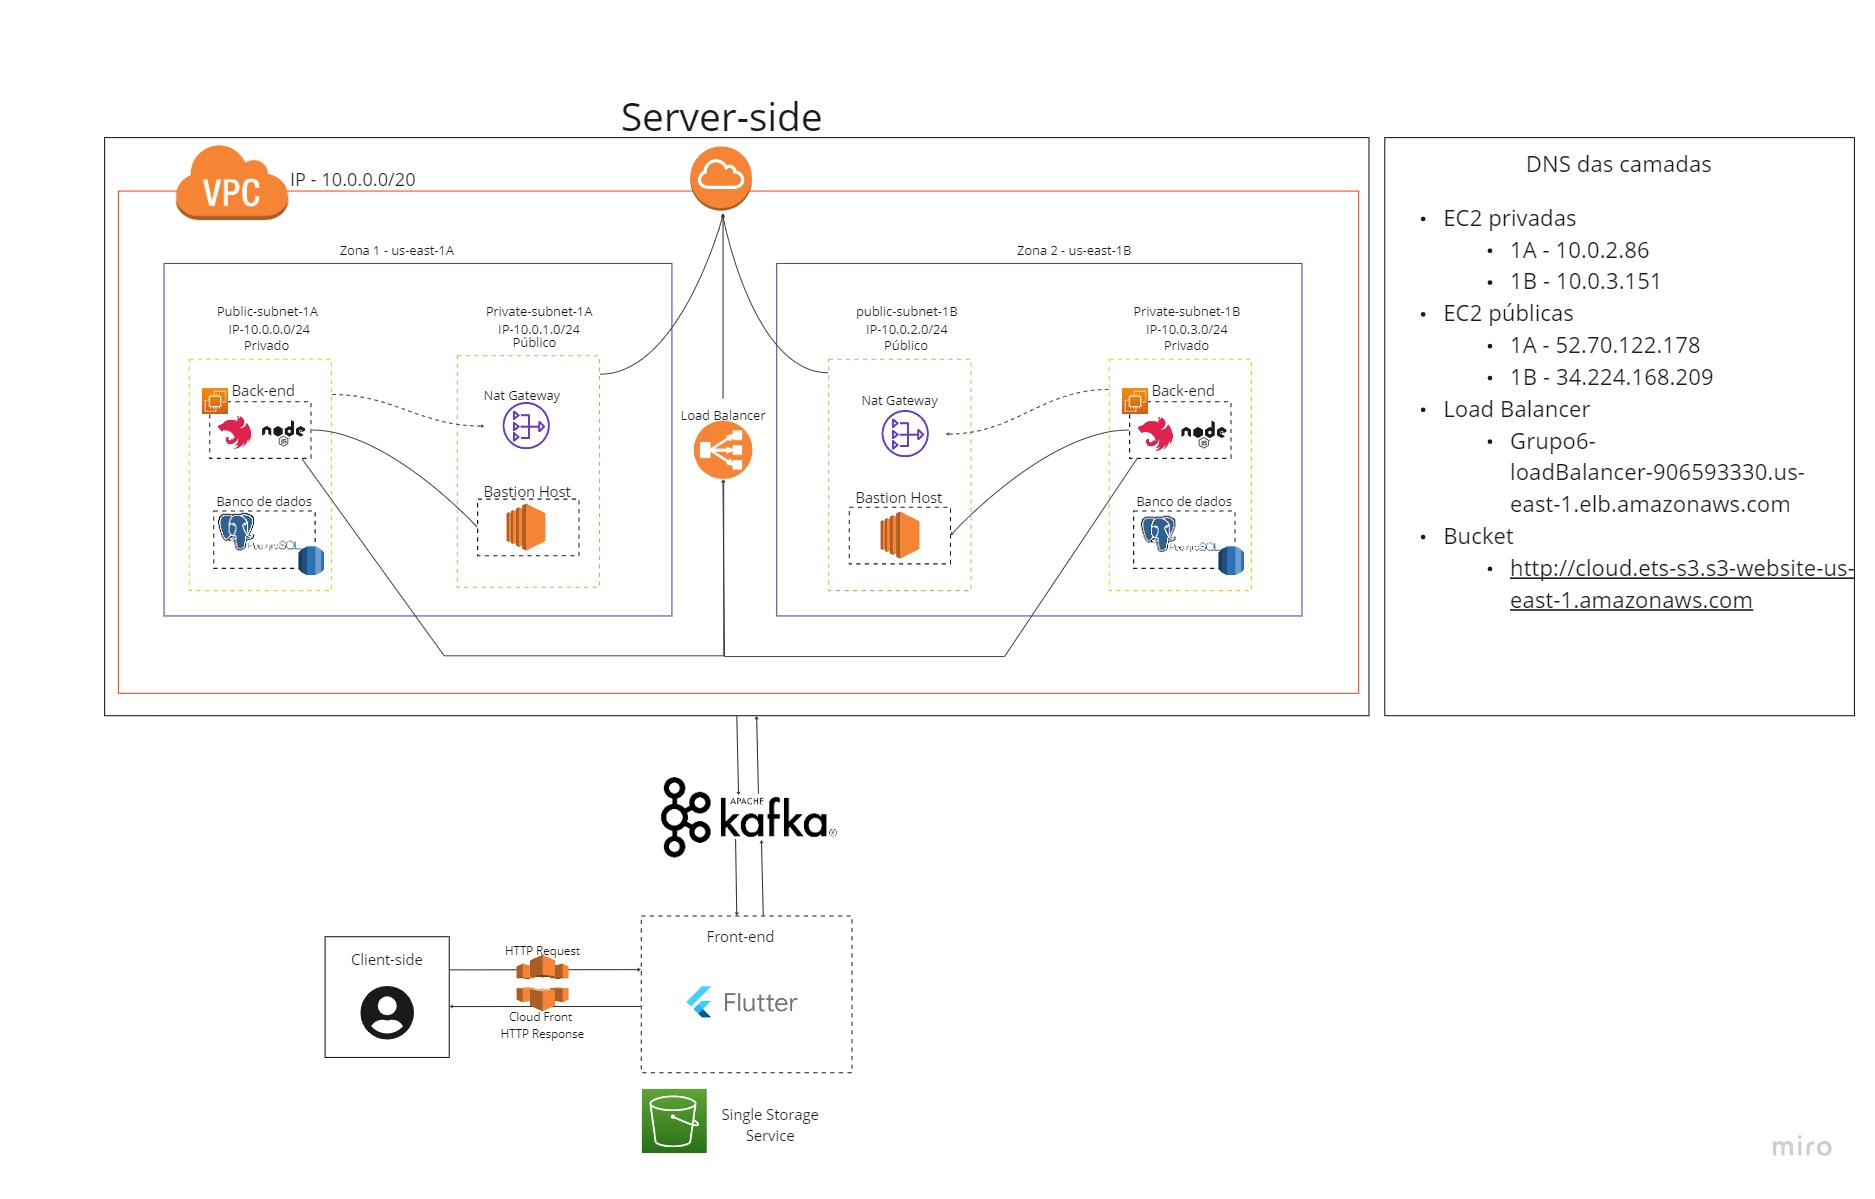 Server-side
VPC
IP - 10.0.0.0/20
Zona 1 - us-east-1A
Public-subnet-1A
IP-10.0.0.0/24
Privado
Back-end
node
JS
Banco de dados
PostgreSQL
Private-subnet-1A
IP-10.0.1.0/24
Público
Nat Gateway
Bastion Host
Load Balancer
Zona 2 - us-east-1B
public-subnet-1B
IP-10.0.2.0/24
Público
Nat Gateway
Bastion Host
Private-subnet-1B
IP-10.0.3.0/24
Privado
Back-end
node
JS
Banco de dados
PostgreSQL
DNS das camadas
• EC2 privadas
• 1A - 10.0.2.86
• 1B - 10.0.3.151
• EC2 públicas
• 1A - 52.70.122.178
• 1B - 34.224.168.209
• Load Balancer
• Grupo6-
loadBalancer-906593330.us-
east-1.elb.amazonaws.com
• Bucket
• http://cloud.ets-s3.s3-website-us-
east-1.amazonaws.com
APACHE
kafka®
Client-side
HTTP Request
Cloud Front
HTTP Response
Front-end
Flutter
Single Storage
Service
miro